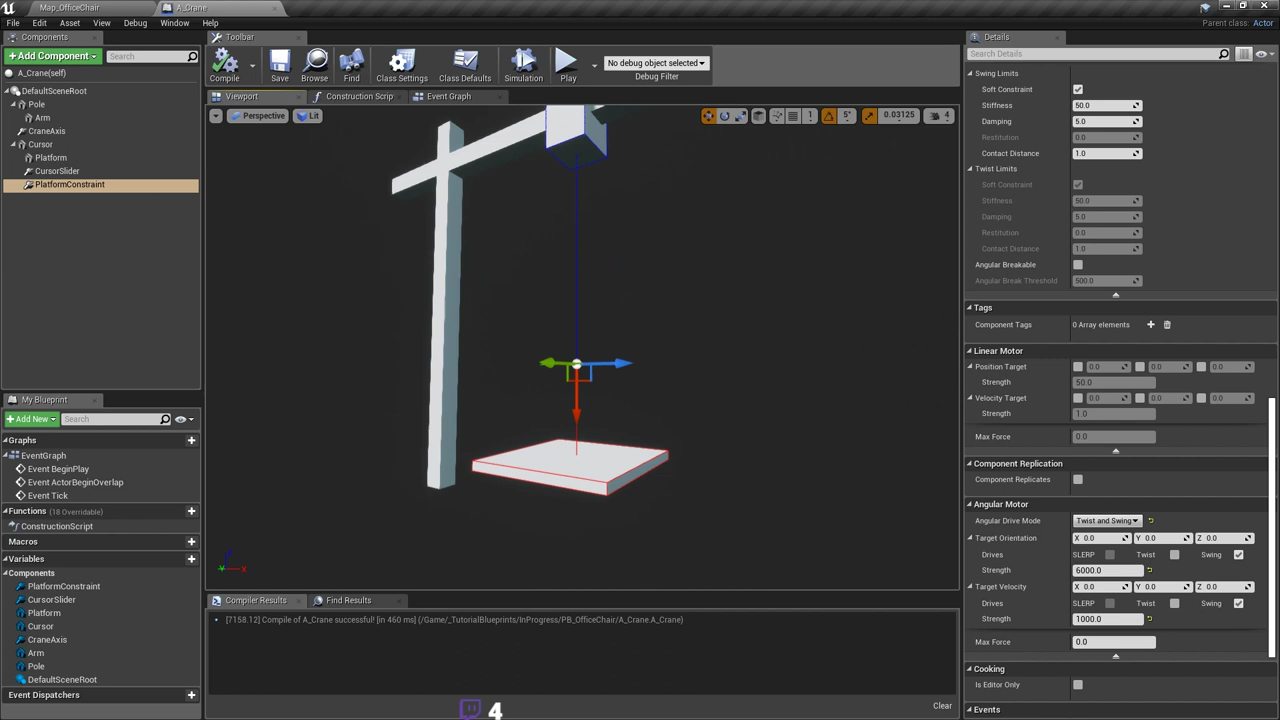 Map_OfficeChair
A_Crane
File Edit Asset View Debug Window Help
Parent class: Actor
Components
Add Component
Search
A_Crane(self)
DefaultSceneRoot
Pole
Arm
CraneAxis
Cursor
Platform
CursorSlider
PlatformConstraint
My Blueprint
Add New
Search
Graphs
EventGraph
Event BeginPlay
Event ActorBeginOverlap
Event Tick
Functions (18 Overridable)
ConstructionScript
Macros
Variables
Components
PlatformConstraint
CursorSlider
Platform
Cursor
CraneAxis
Arm
Pole
DefaultSceneRoot
Event Dispatchers
Toolbar
Compile
Save
Browse
Find
Class Settings
Class Defaults
Simulation
Play
No debug object selected
Debug Filter
Viewport
Construction Scrip
Event Graph
Perspective
Lit
10
5°
0.03125
4
Compiler Results
Find Results
[7158.12] Compile of A_Crane successful! [in 460 ms] (/Game/_TutorialBlueprints/InProgress/PB_OfficeChair/A_Crane.A_Crane)
4
Clear
Details
Search Details
Swing Limits
Soft Constraint
Stiffness 50.0
Damping 5.0
Restitution 0.0
Contact Distance 1.0
Twist Limits
Soft Constraint
Stiffness 50.0
Damping 5.0
Restitution 0.0
Contact Distance 1.0
Angular Breakable
Angular Break Threshold 500.0
Tags
Component Tags 0 Array elements
Linear Motor
Position Target 0.0 0.0 0.0
Strength 50.0
Velocity Target 0.0 0.0 0.0
Strength 1.0
Max Force 0.0
Component Replication
Component Replicates
Angular Motor
Angular Drive Mode Twist and Swing
Target Orientation X 0.0 Y 0.0 Z 0.0
Drives SLERP Twist Swing
Strength 6000.0
Target Velocity X 0.0 Y 0.0 Z 0.0
Drives SLERP Twist Swing
Strength 1000.0
Max Force 0.0
Cooking
Is Editor Only
Events